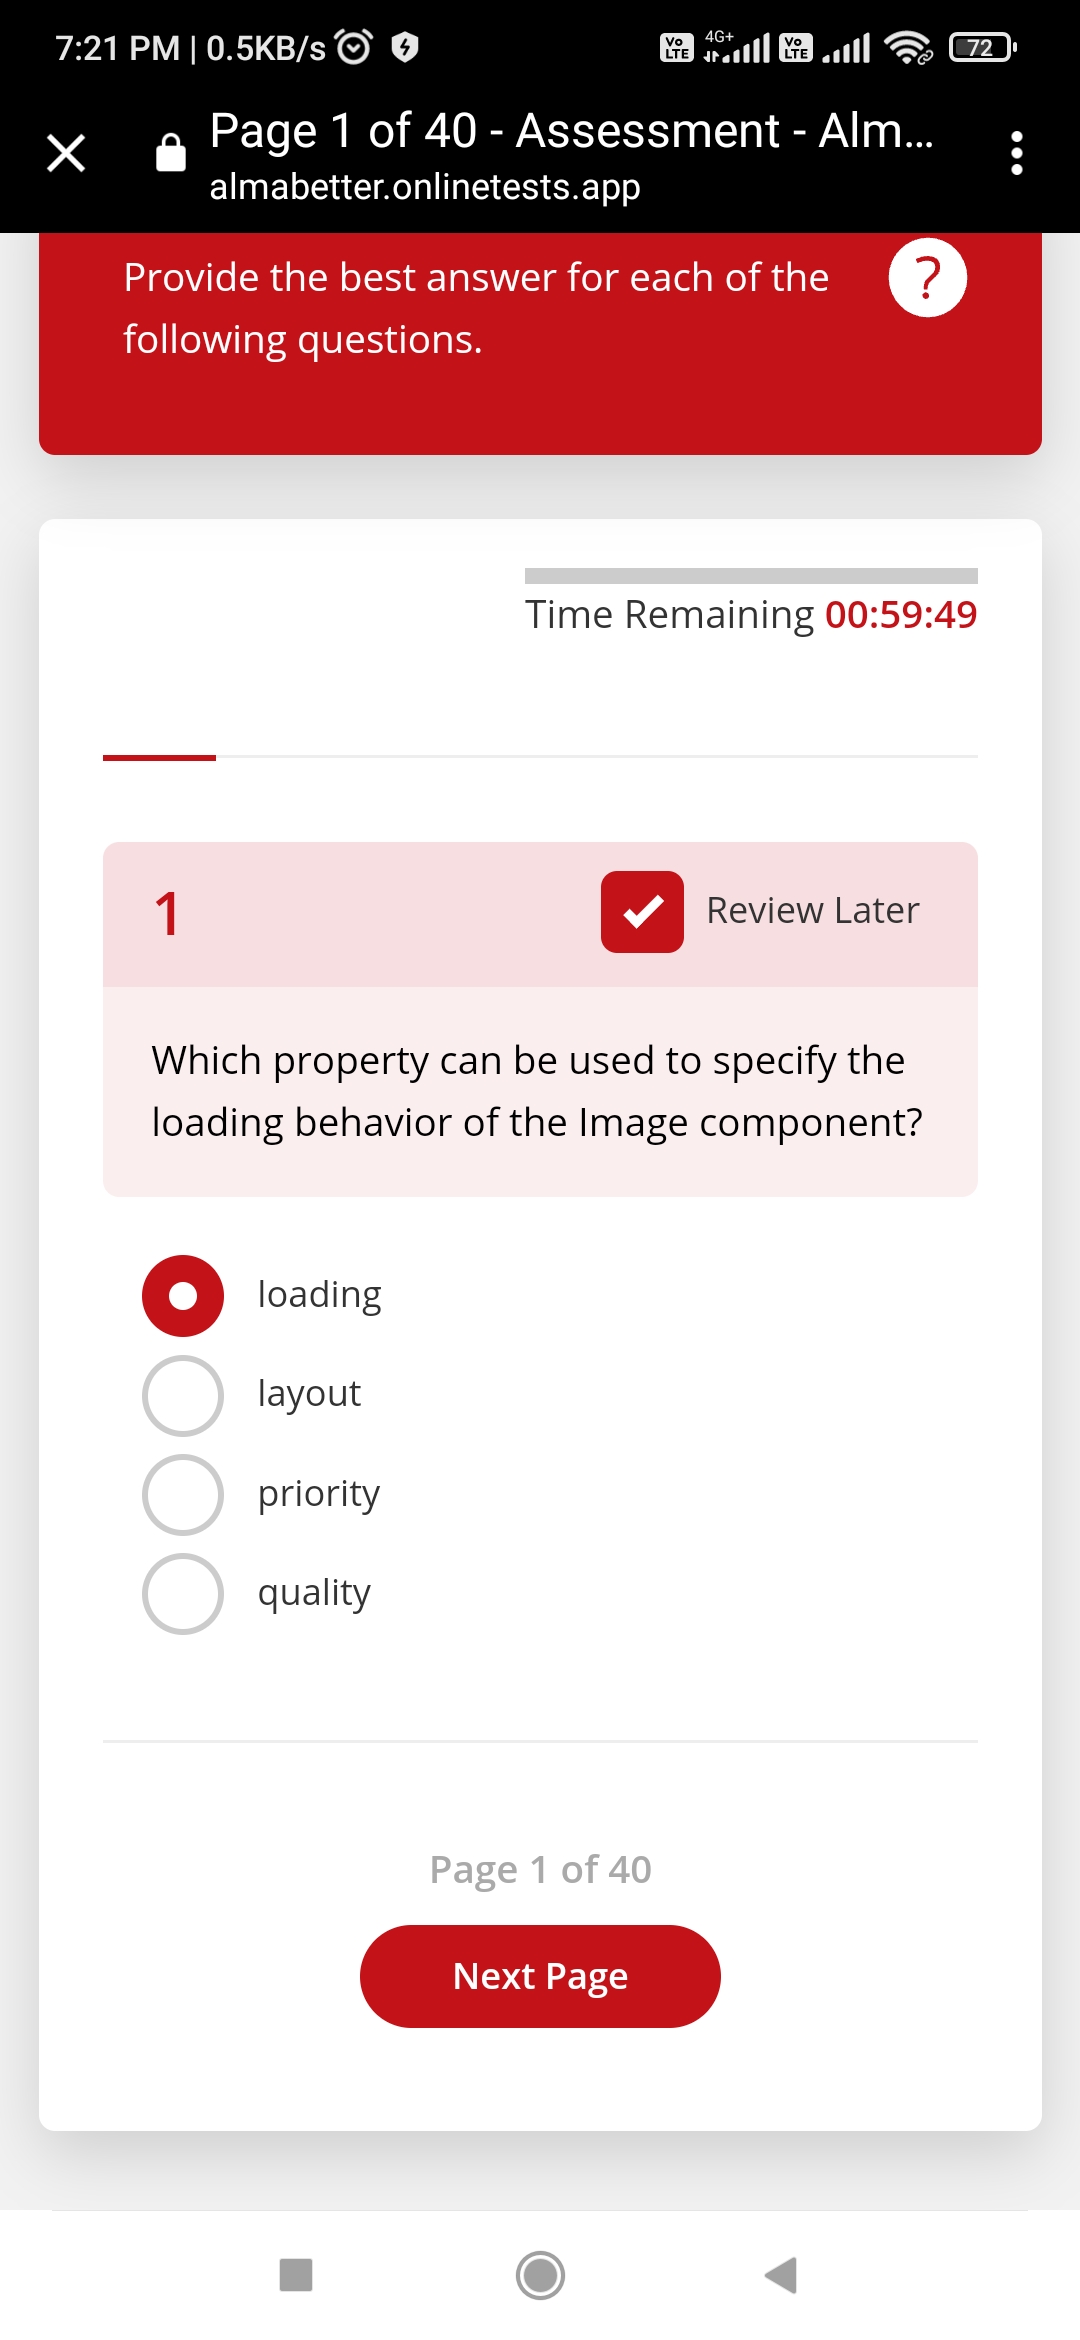 7:21 PM | 0.5KB/s
Vo LTE 4G+ Vo LTE 72
Page 1 of 40 - Assessment - Alm...
almabetter.onlinetests.app
Provide the best answer for each of the
following questions.
?
Time Remaining 00:59:49
1
Review Later
Which property can be used to specify the
loading behavior of the Image component?
loading
layout
priority
quality
Page 1 of 40
Next Page